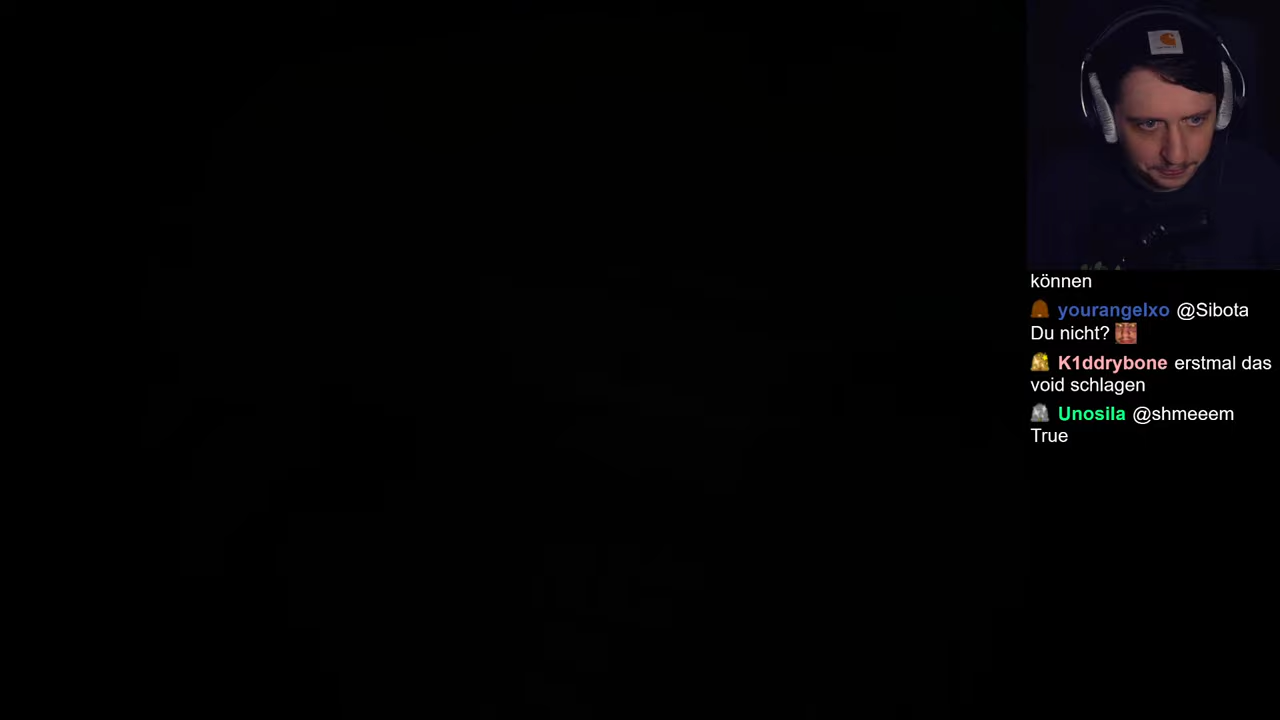 können
yourangelxo @Sibota
Du nicht?
K1ddrybone erstmal das
void schlagen
Unosila @shmeeem
True